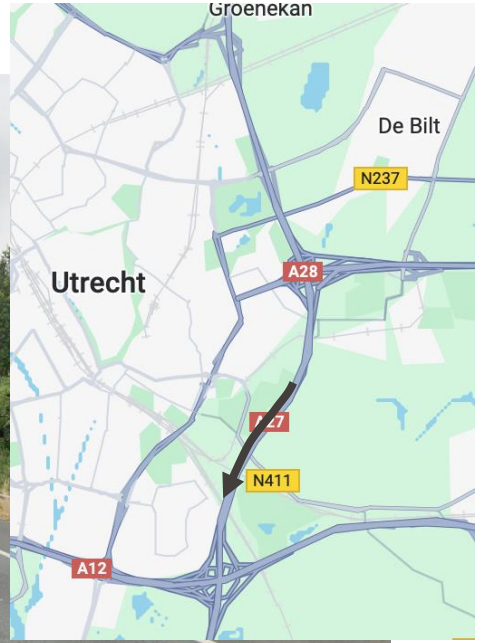 Groenekan
De Bilt
N237
A28
Utrecht
A27
N411
A12